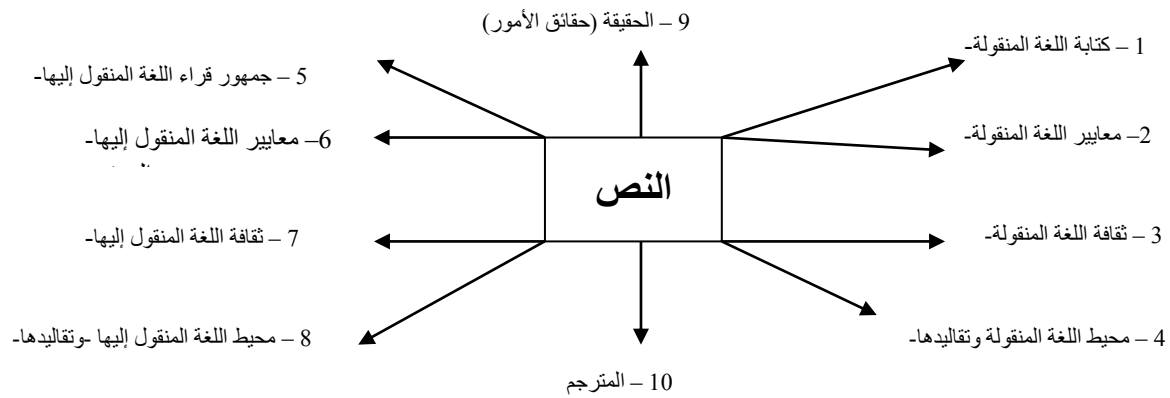 9 – الحقيقة (حقائق الأمور)
1 – كتابة اللغة المنقولة-
5 – جمهور قراء اللغة المنقول إليها-
2– معايير اللغة المنقولة-
6– معايير اللغة المنقول إليها-
النص
3 – ثقافة اللغة المنقولة-
7 – ثقافة اللغة المنقول إليها-
4 – محيط اللغة المنقولة وتقاليدها-
8 – محيط اللغة المنقول إليها -وتقاليدها-
10 – المترجم